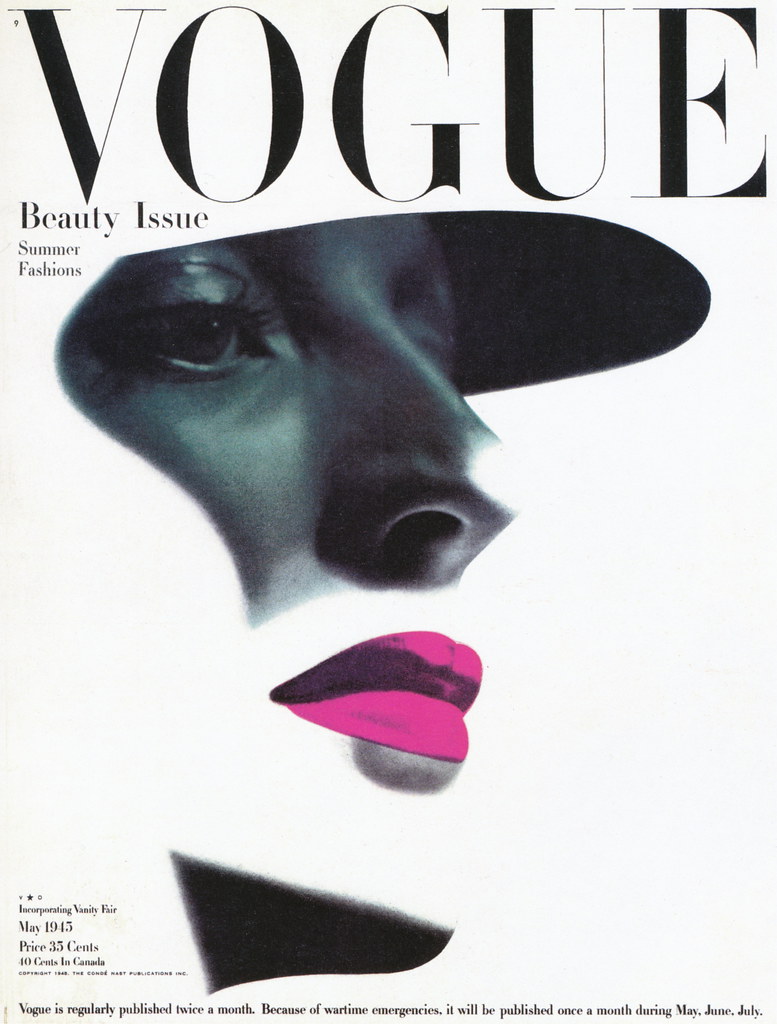 9
VOGUE
Beauty Issue
Summer
Fashions
V ★ D
Incorporating Vanity Fair
May 1945
Price 35 Cents
40 Cents In Canada
COPYRIGHT 1945, THE CONDÉ NAST PUBLICATIONS INC.
Vogue is regularly published twice a month. Because of wartime emergencies, it will be published once a month during May, June, July.